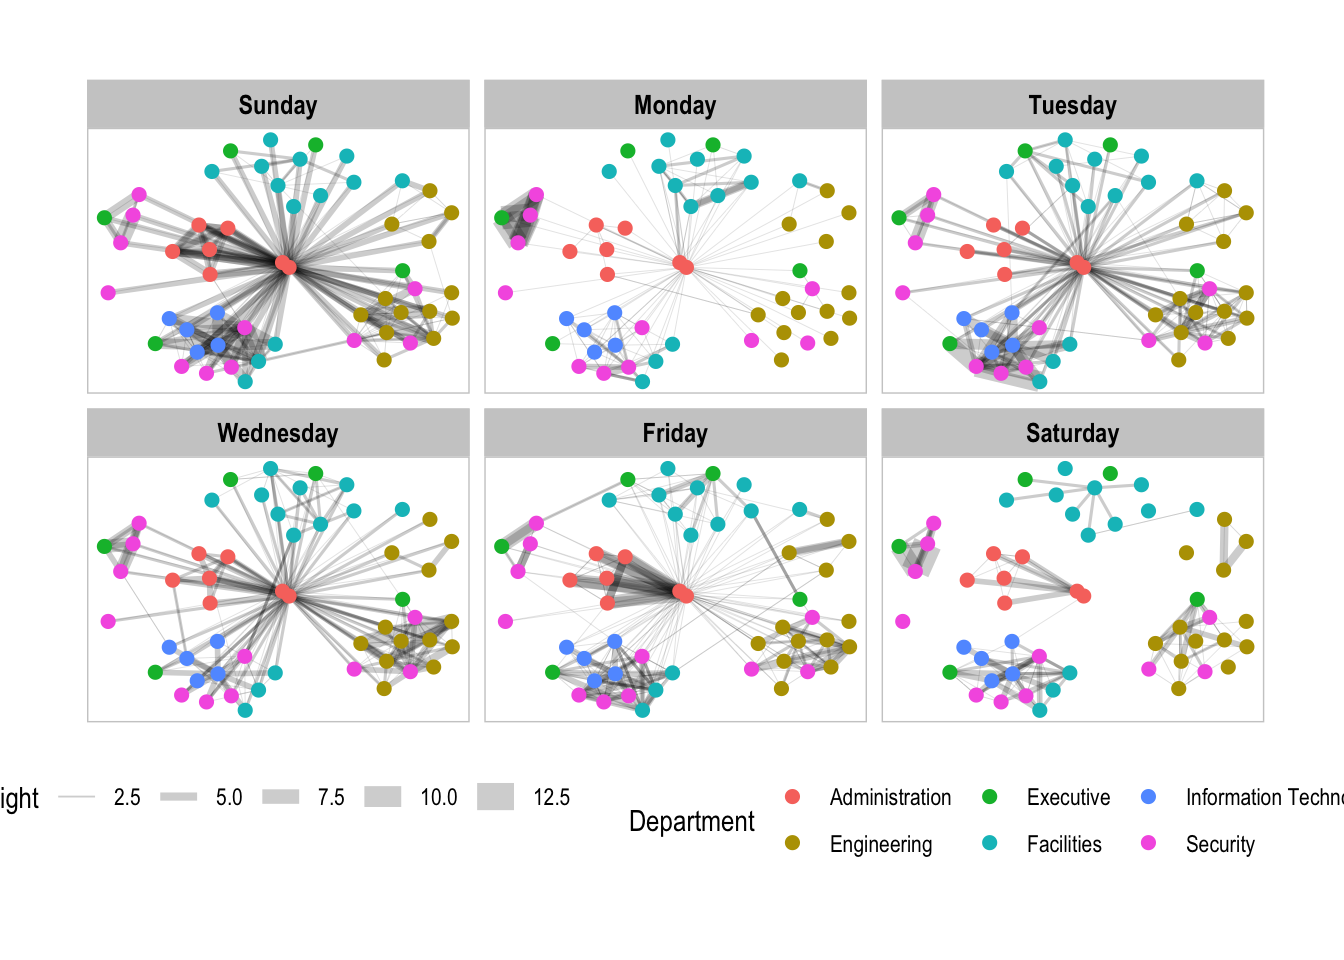 Sunday
Monday
Tuesday
Wednesday
Friday
Saturday
ight 2.5 5.0 7.5 10.0 12.5
Department
Administration Executive Information Techno
Engineering Facilities Security